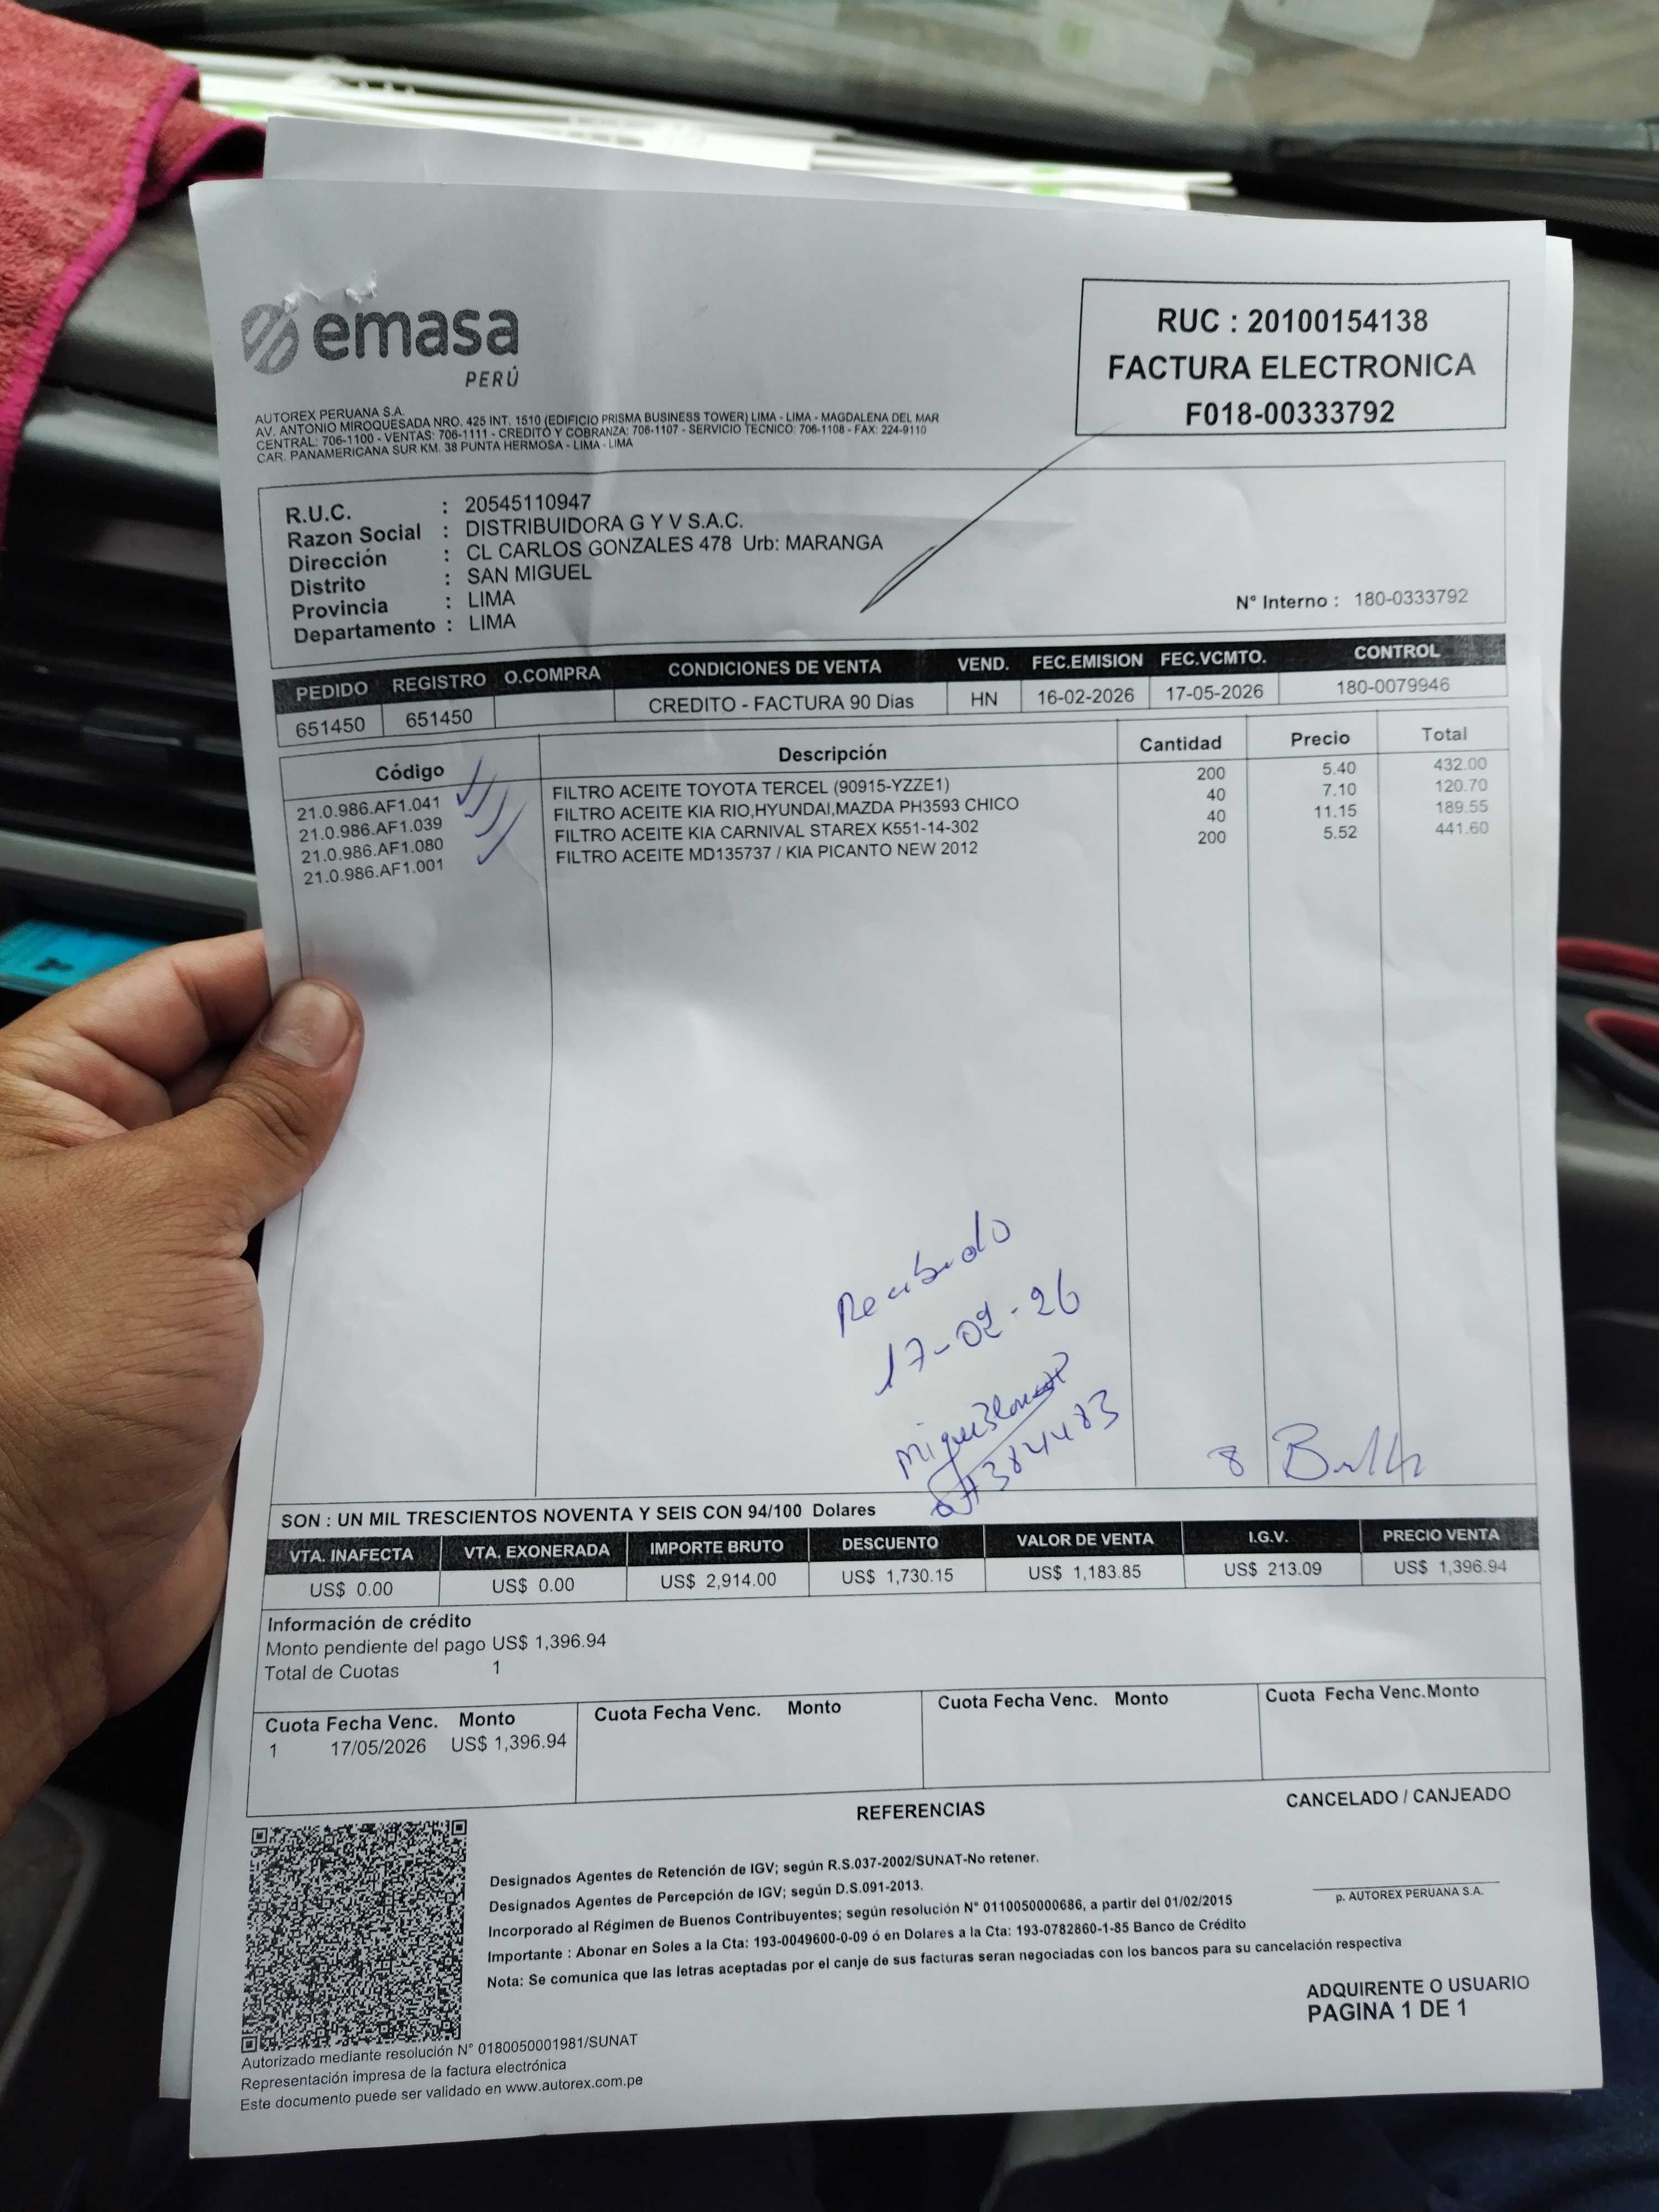 emasa
PERÚ
RUC : 20100154138
FACTURA ELECTRONICA
F018-00333792
AUTOREX PERUANA S.A.
AV. ANTONIO MIROQUESADA NRO. 425 INT. 1510 (EDIFICIO PRISMA BUSINESS TOWER) LIMA - LIMA - MAGDALENA DEL MAR
CENTRAL: 706-1100 - VENTAS: 706-1111 - CREDITO Y COBRANZA: 706-1107 - SERVICIO TECNICO: 706-1108 - FAX: 224-9110
CAR. PANAMERICANA SUR KM. 38 PUNTA HERMOSA - LIMA - LIMA
R.U.C. : 20545110947
Razon Social : DISTRIBUIDORA G Y V S.A.C.
Dirección : CL CARLOS GONZALES 478 Urb: MARANGA
Distrito : SAN MIGUEL
Provincia : LIMA
Departamento : LIMA
N° Interno : 180-0333792
PEDIDO REGISTRO O.COMPRA CONDICIONES DE VENTA VEND. FEC.EMISION FEC.VCMTO. CONTROL
651450 651450 CREDITO - FACTURA 90 Dias HN 16-02-2026 17-05-2026 180-0079946
Código Descripción Cantidad Precio Total
21.0.986.AF1.041 FILTRO ACEITE TOYOTA TERCEL (90915-YZZE1) 200 5.40 432.00
21.0.986.AF1.039 FILTRO ACEITE KIA RIO,HYUNDAI,MAZDA PH3593 CHICO 40 7.10 120.70
21.0.986.AF1.080 FILTRO ACEITE KIA CARNIVAL STAREX K551-14-302 40 11.15 189.55
21.0.986.AF1.001 FILTRO ACEITE MD135737 / KIA PICANTO NEW 2012 200 5.52 441.60
Recibido
17-02-26
8
SON : UN MIL TRESCIENTOS NOVENTA Y SEIS CON 94/100 Dolares
VTA. INAFECTA VTA. EXONERADA IMPORTE BRUTO DESCUENTO VALOR DE VENTA I.G.V. PRECIO VENTA
US$ 0.00 US$ 0.00 US$ 2,914.00 US$ 1,730.15 US$ 1,183.85 US$ 213.09 US$ 1,396.94
Información de crédito
Monto pendiente del pago US$ 1,396.94
Total de Cuotas 1
Cuota Fecha Venc. Monto Cuota Fecha Venc. Monto Cuota Fecha Venc. Monto Cuota Fecha Venc.Monto
1 17/05/2026 US$ 1,396.94
REFERENCIAS
CANCELADO / CANJEADO
Designados Agentes de Retención de IGV; según R.S.037-2002/SUNAT-No retener.
Designados Agentes de Percepción de IGV; según D.S.091-2013.
Incorporado al Régimen de Buenos Contribuyentes; según resolución N° 0110050000686, a partir del 01/02/2015
Importante : Abonar en Soles a la Cta: 193-0049600-0-09 ó en Dolares a la Cta: 193-0782860-1-85 Banco de Crédito
Nota: Se comunica que las letras aceptadas por el canje de sus facturas seran negociadas con los bancos para su cancelación respectiva
p. AUTOREX PERUANA S.A.
ADQUIRENTE O USUARIO
PAGINA 1 DE 1
Autorizado mediante resolución N° 0180050001981/SUNAT
Representación impresa de la factura electrónica
Este documento puede ser validado en www.autorex.com.pe